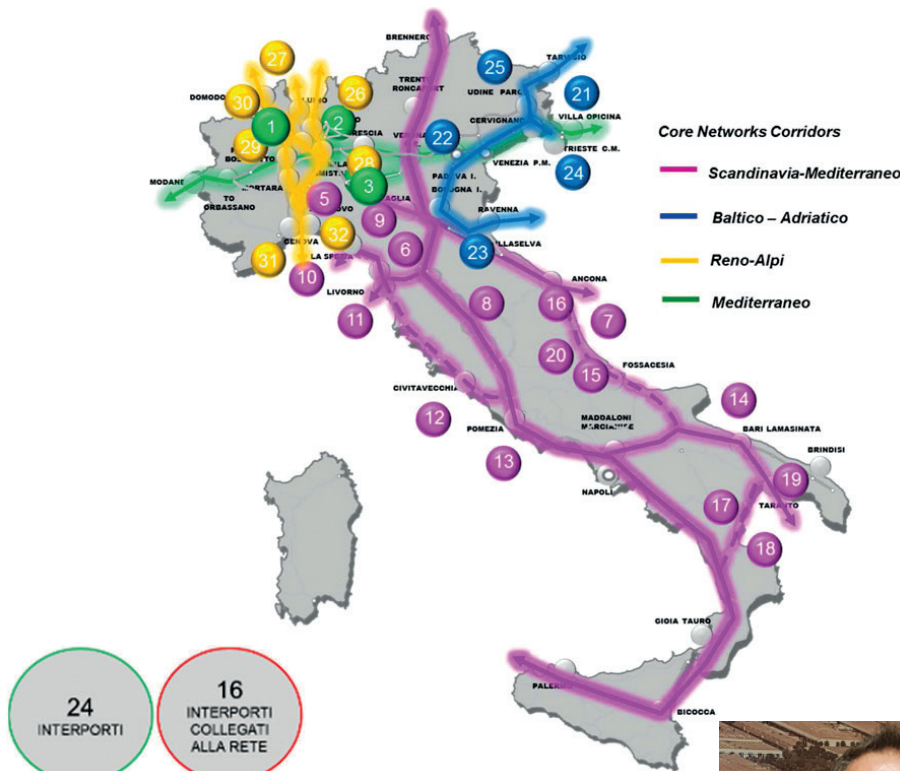 BRENNERO
27
25
TARVISIO
TRENTO
RONCAFORT
DOMODO
26
UDINE PARC
21
30
CERVIGNANO
VILLA OPICINA
1
2
BRESCIA
22
29
TRIESTE C.M.
Core Networks Corridors
28
VENEZIA P.M.
24
MODANE
PADOVA I.
Scandinavia-Mediterraneo
MORTARA
3
BOLOGNA I.
TO
ORBASSANO
5
RAVENNA
Baltico – Adriatico
9
32
23
GENOVA
6
Reno-Alpi
31
LA SPEZIA
10
ANCONA
Mediterraneo
LIVORNO
16
8
11
7
20
15
FOSSACESIA
CIVITAVECCHIA
14
12
POMEZIA
MADDALONI
MARCIANISE
BARI LAMASINATA
13
BRINDISI
NAPOLI
19
17
TARANTO
18
GIOIA TAURO
PALERMO
BICOCCA
24
INTERPORTI
16
INTERPORTI
COLLEGATI
ALLA RETE